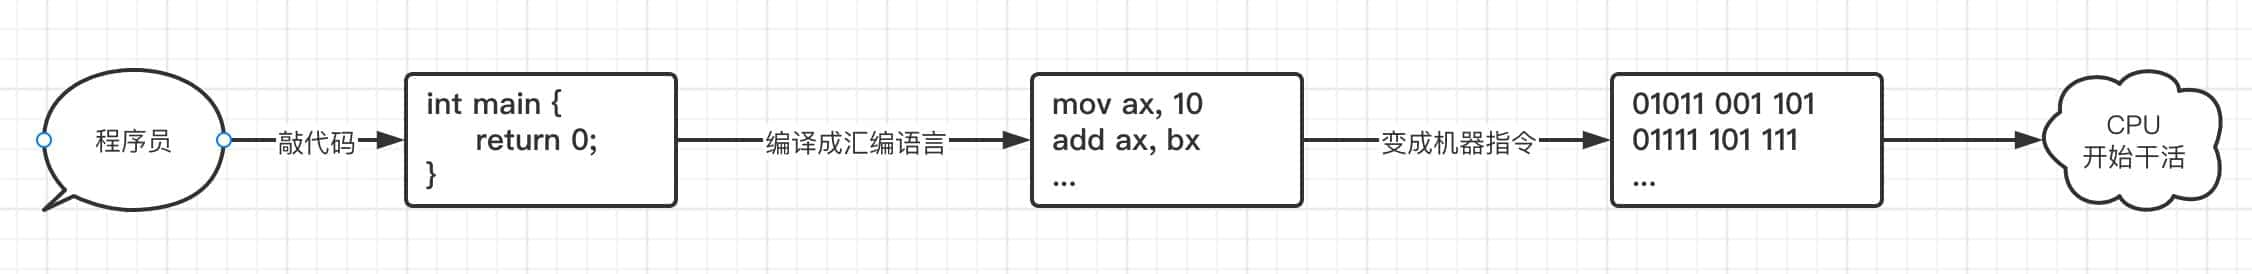 程序员
敲代码
int main {
return 0;
}
编译成汇编语言
mov ax, 10
add ax, bx
...
变成机器指令
01011 001 101
01111 101 111
...
CPU
开始干活